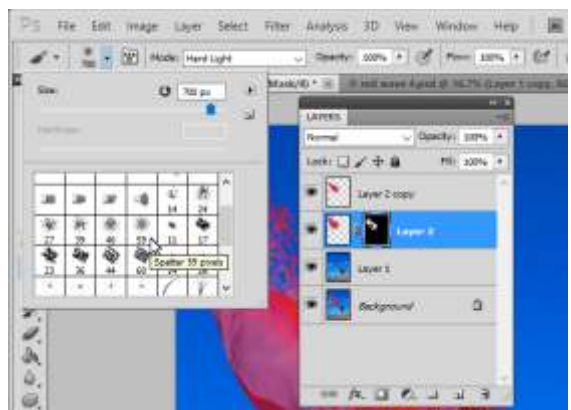 PS File Edit Image Layer Select Filter Analysis 3D View Window Help
Mode: Hard Light Opacity: 100% Flow: 100%
Size: 700 px
14 24
27 39 46 59 11 17
23 36 44 60
Spatter 59 pixels
LAYERS
Normal Opacity: 100%
Lock: Fill: 100%
Layer 2 copy
Layer 2
Layer 1
Background